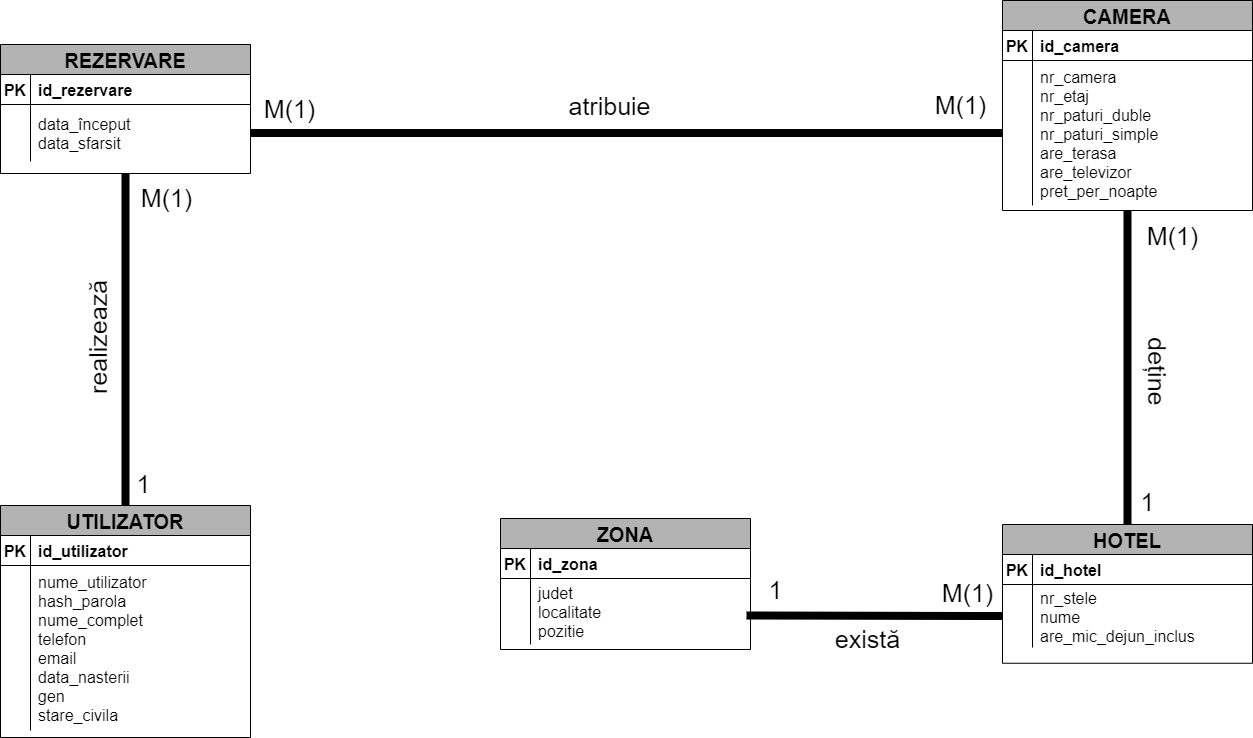 REZERVARE
PK id_rezervare
data_început
data_sfarsit
M(1)
atribuie
M(1)
CAMERA
PK id_camera
nr_camera
nr_etaj
nr_paturi_duble
nr_paturi_simple
are_terasa
are_televizor
pret_per_noapte
M(1)
realizează
1
M(1)
deține
1
UTILIZATOR
PK id_utilizator
nume_utilizator
hash_parola
nume_complet
telefon
email
data_nasterii
gen
stare_civila
ZONA
PK id_zona
judet
localitate
pozitie
1
există
M(1)
HOTEL
PK id_hotel
nr_stele
nume
are_mic_dejun_inclus